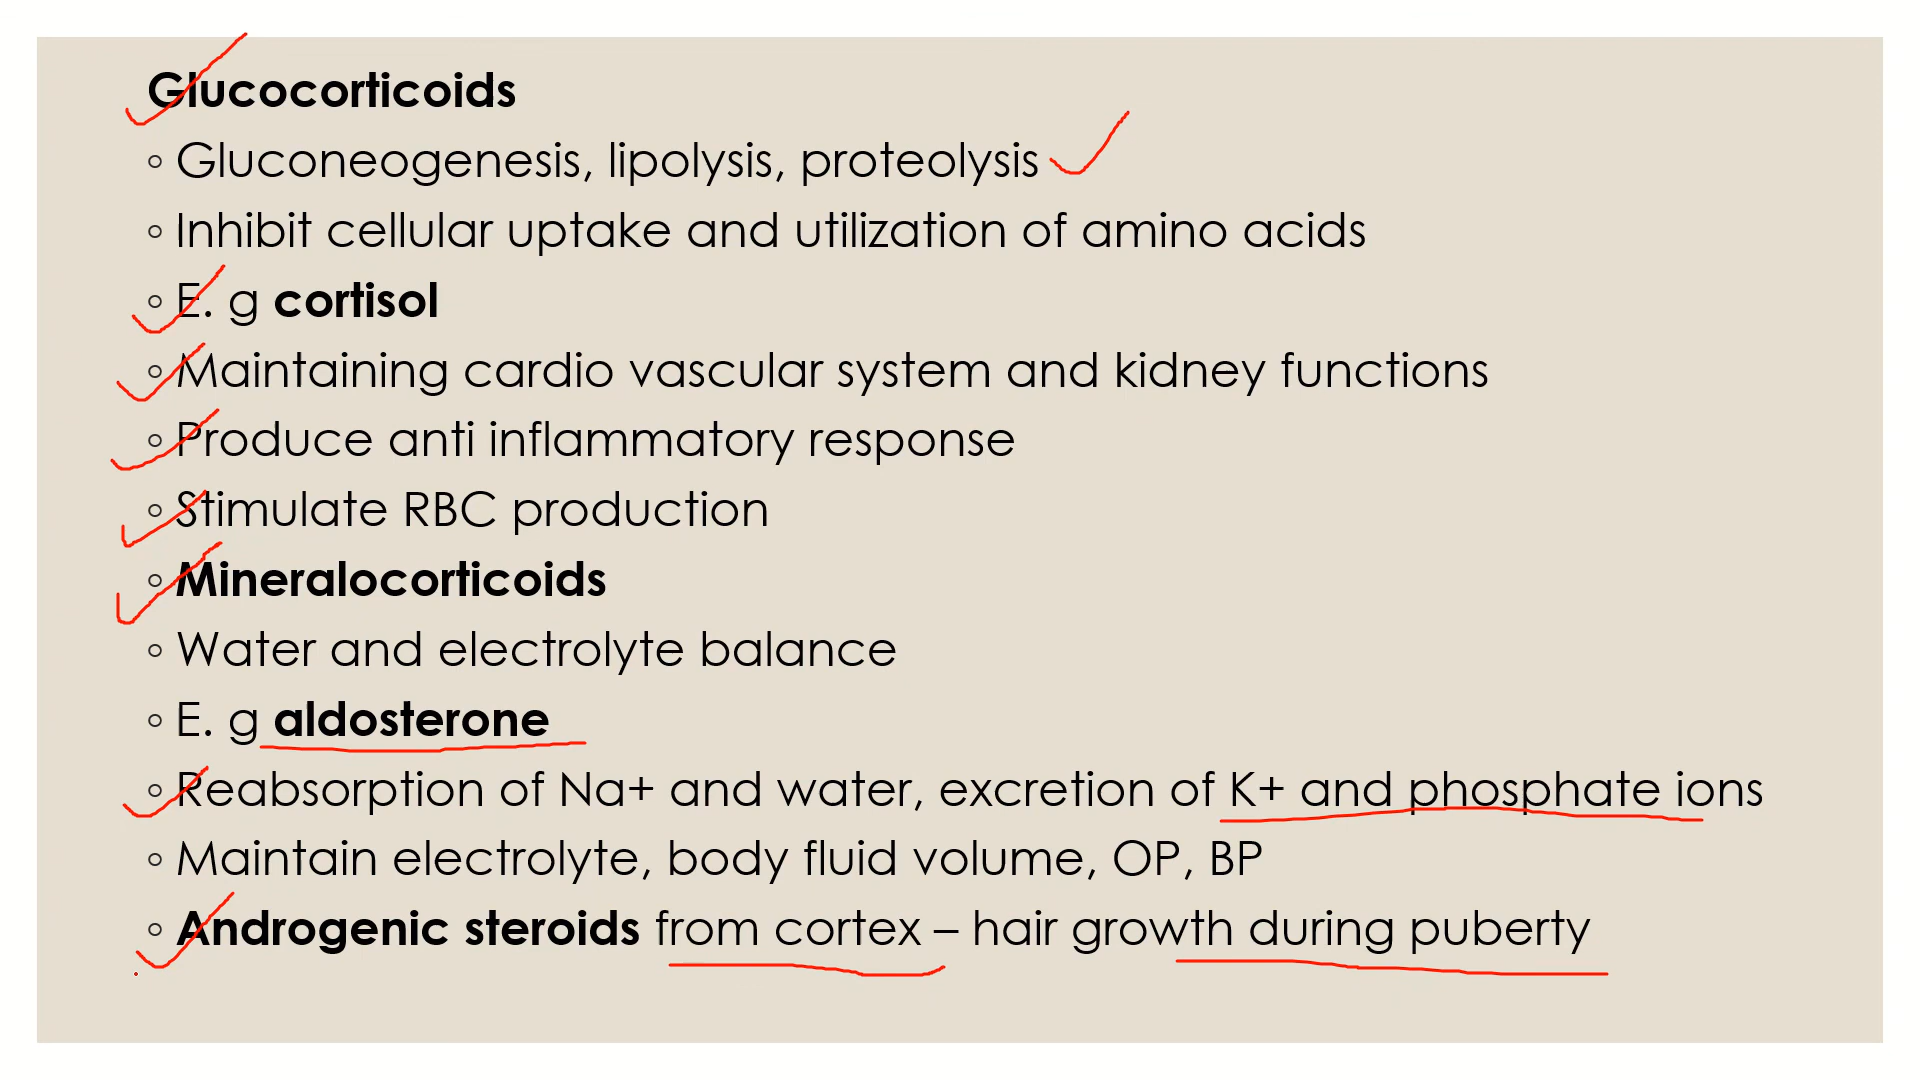 Glucocorticoids
◦ Gluconeogenesis, lipolysis, proteolysis
◦ Inhibit cellular uptake and utilization of amino acids
◦ E. g cortisol
◦ Maintaining cardio vascular system and kidney functions
◦ Produce anti inflammatory response
◦ Stimulate RBC production
◦ Mineralocorticoids
◦ Water and electrolyte balance
◦ E. g aldosterone
◦ Reabsorption of Na+ and water, excretion of K+ and phosphate ions
◦ Maintain electrolyte, body fluid volume, OP, BP
◦ Androgenic steroids from cortex – hair growth during puberty